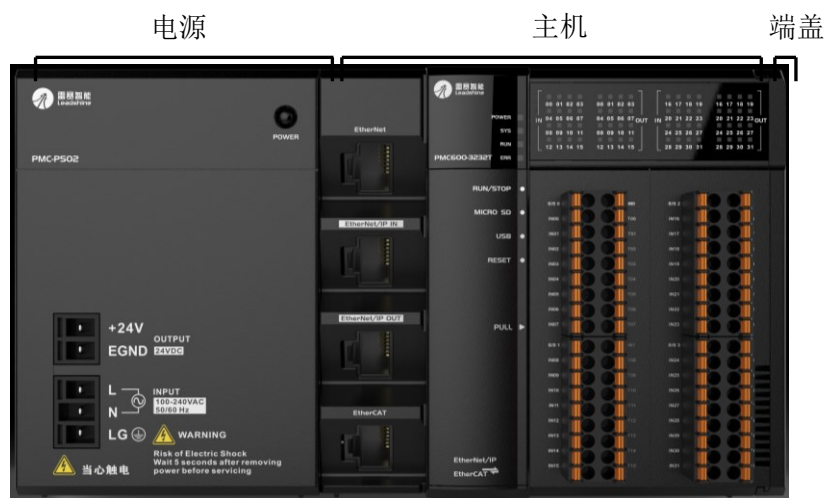 电源
主机
端盖
雷赛智能
Leadshine
POWER
PMC-PS02
+24V
EGND
OUTPUT
24VDC
L
N
LG
INPUT
100-240VAC
50/60 Hz
WARNING
Risk of Electric Shock
Wait 5 seconds after removing
power before servicing
当心触电
EtherNet
EtherNet/IP IN
EtherNet/IP OUT
EtherCAT
雷赛智能
Leadshine
POWER
SYS
RUN
ERR
PMC600-3232T
RUN/STOP
MICRO SD
USB
RESET
PULL
EtherNet/IP
EtherCAT
00 01 02 03 00 01 02 03
IN 04 05 06 07 04 05 06 07 OUT
08 09 10 11 08 09 10 11
12 13 14 15 12 13 14 15
16 17 18 19 16 17 18 19
IN 20 21 22 23 20 21 22 23 OUT
24 25 26 27 24 25 26 27
28 29 30 31 28 29 30 31